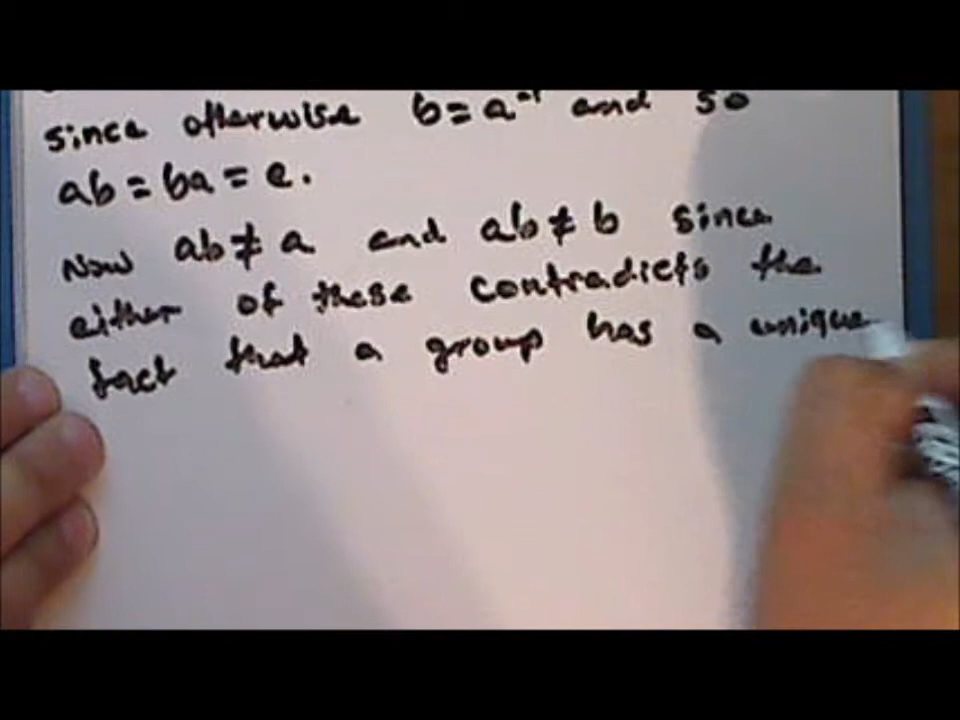 since otherwise b=a⁻¹ and so
ab=ba=e.
Now ab≠a and ab≠b since
either of these contradicts the
fact that a group has a unique